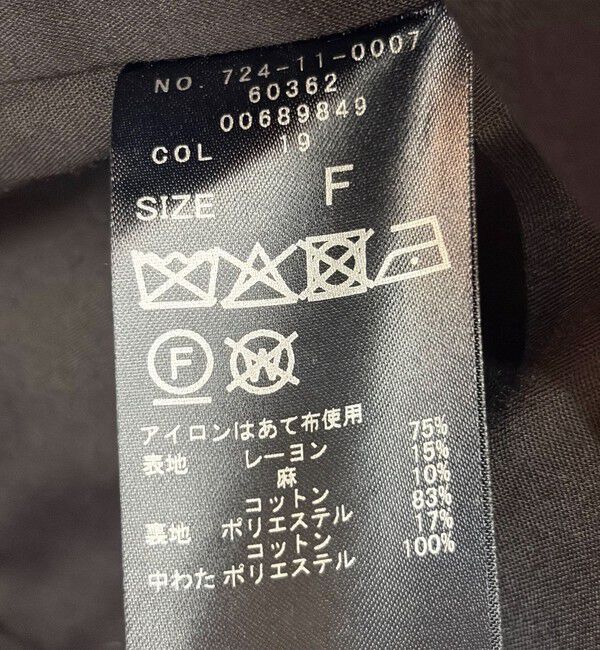 NO. 724-11-0007
60362
00689849
COL 19
SIZE F
F W
アイロンはあて布使用
表地 レーヨン 75%
麻 15%
コットン 10%
裏地 ポリエステル 83%
コットン 17%
中わた ポリエステル 100%